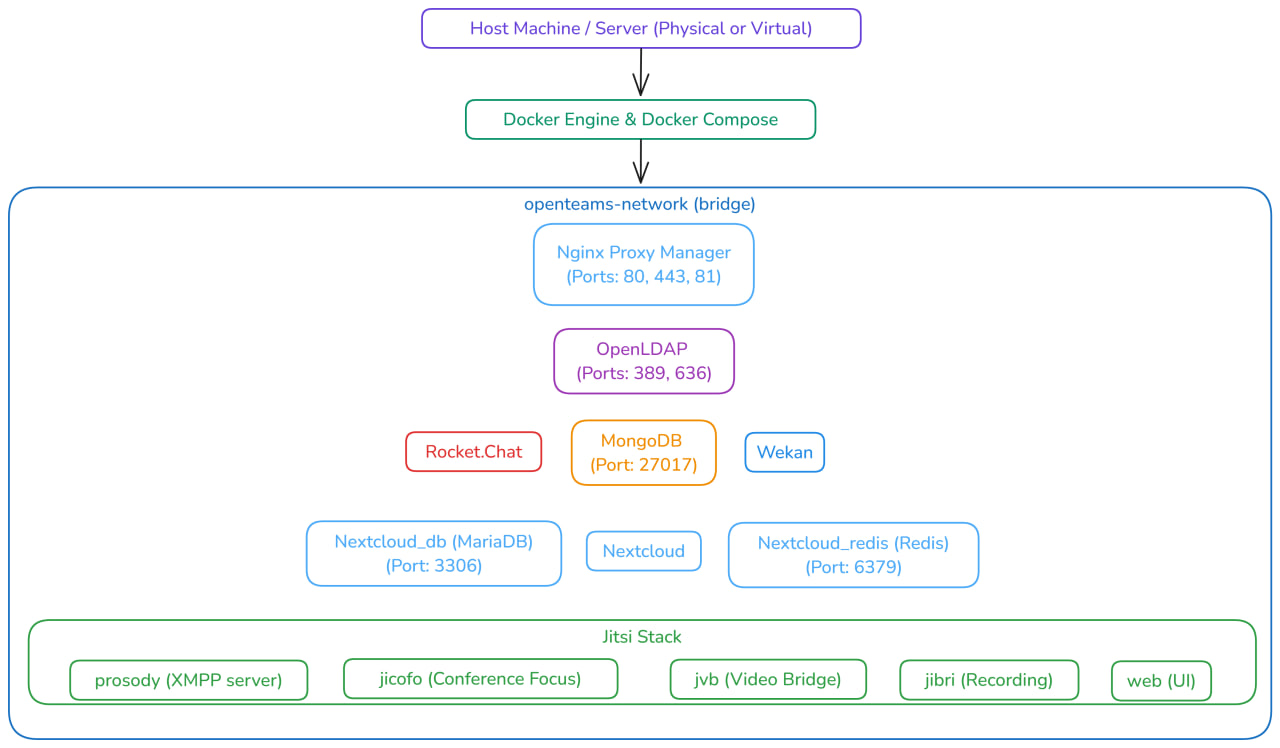 Host Machine / Server (Physical or Virtual)
Docker Engine & Docker Compose
openteams-network (bridge)
Nginx Proxy Manager
(Ports: 80, 443, 81)
OpenLDAP
(Ports: 389, 636)
Rocket.Chat
MongoDB
(Port: 27017)
Wekan
Nextcloud_db (MariaDB)
(Port: 3306)
Nextcloud
Nextcloud_redis (Redis)
(Port: 6379)
Jitsi Stack
prosody (XMPP server)
jicofo (Conference Focus)
jvb (Video Bridge)
jibri (Recording)
web (UI)